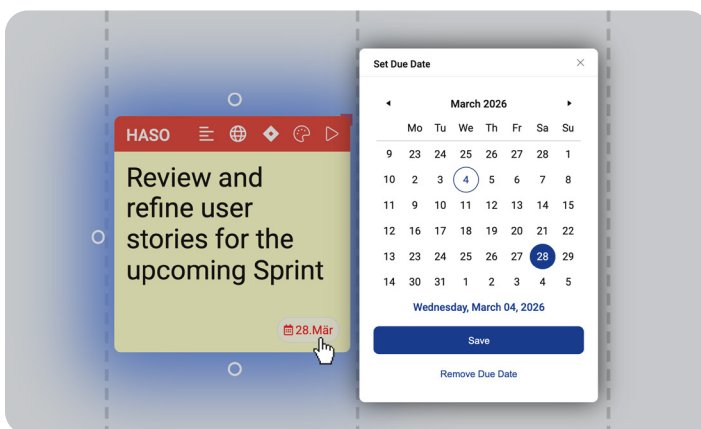 HASO
Review and
refine user
stories for the
upcoming Sprint
28.Mär
Set Due Date
March 2026
Mo Tu We Th Fr Sa Su
9 23 24 25 26 27 28 1
10 2 3 4 5 6 7 8
11 9 10 11 12 13 14 15
12 16 17 18 19 20 21 22
13 23 24 25 26 27 28 29
14 30 31 1 2 3 4 5
Wednesday, March 04, 2026
Save
Remove Due Date